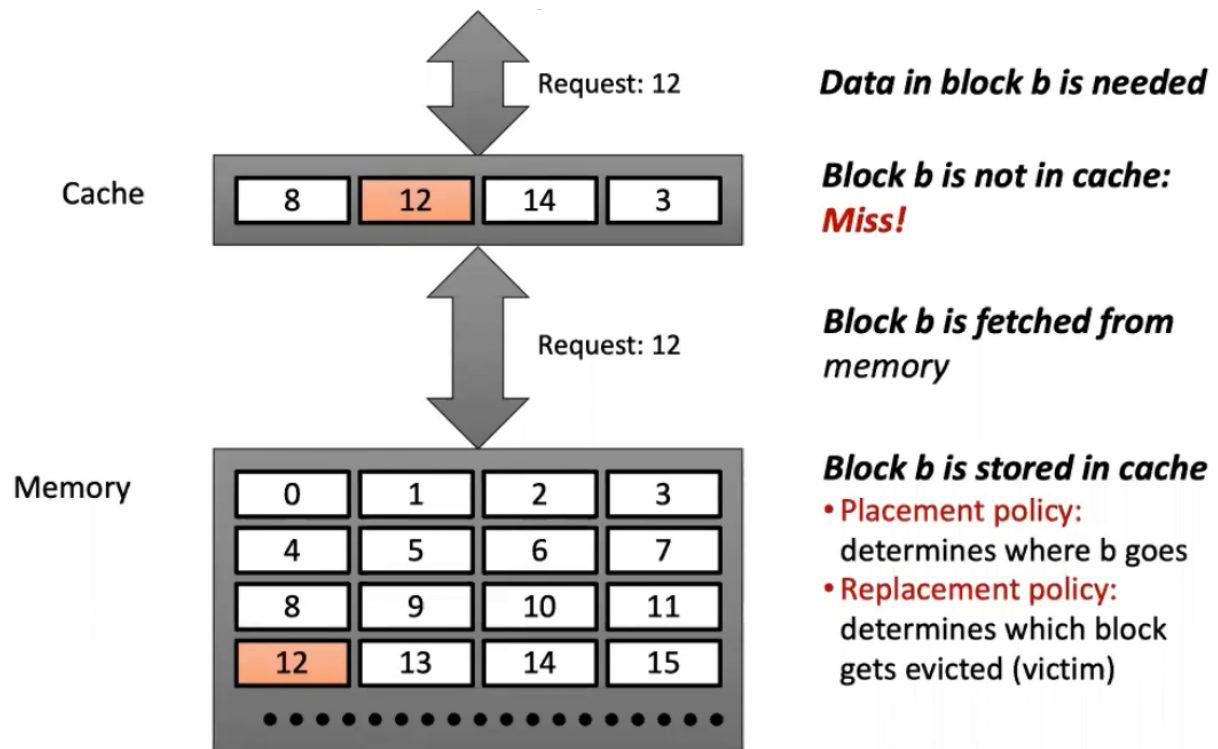 Request: 12
Data in block b is needed
Cache
8 12 14 3
Block b is not in cache:
Miss!
Request: 12
Block b is fetched from
memory
Memory
0 1 2 3
4 5 6 7
8 9 10 11
12 13 14 15
Block b is stored in cache
• Placement policy:
determines where b goes
• Replacement policy:
determines which block
gets evicted (victim)